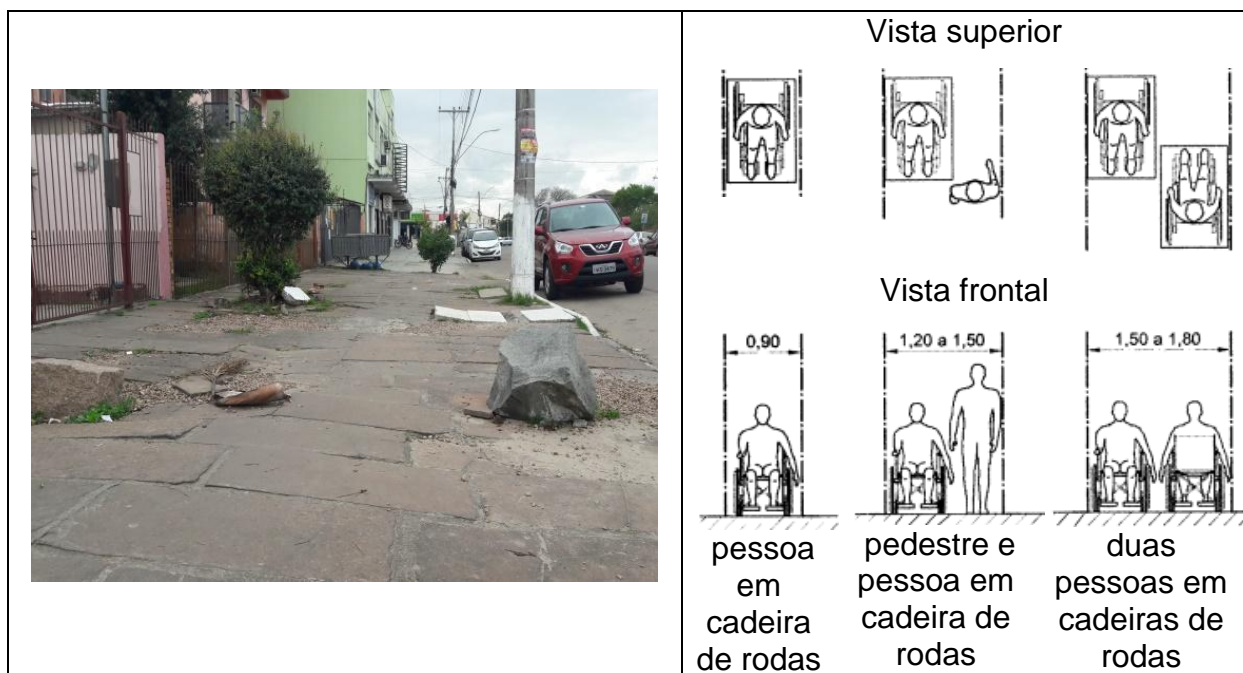 Vista superior
Vista frontal
0,90
1,20 a 1,50
1,50 a 1,80
pessoa
em
cadeira
de rodas
pedestre e
pessoa em
cadeira de
rodas
duas
pessoas em
cadeiras de
rodas